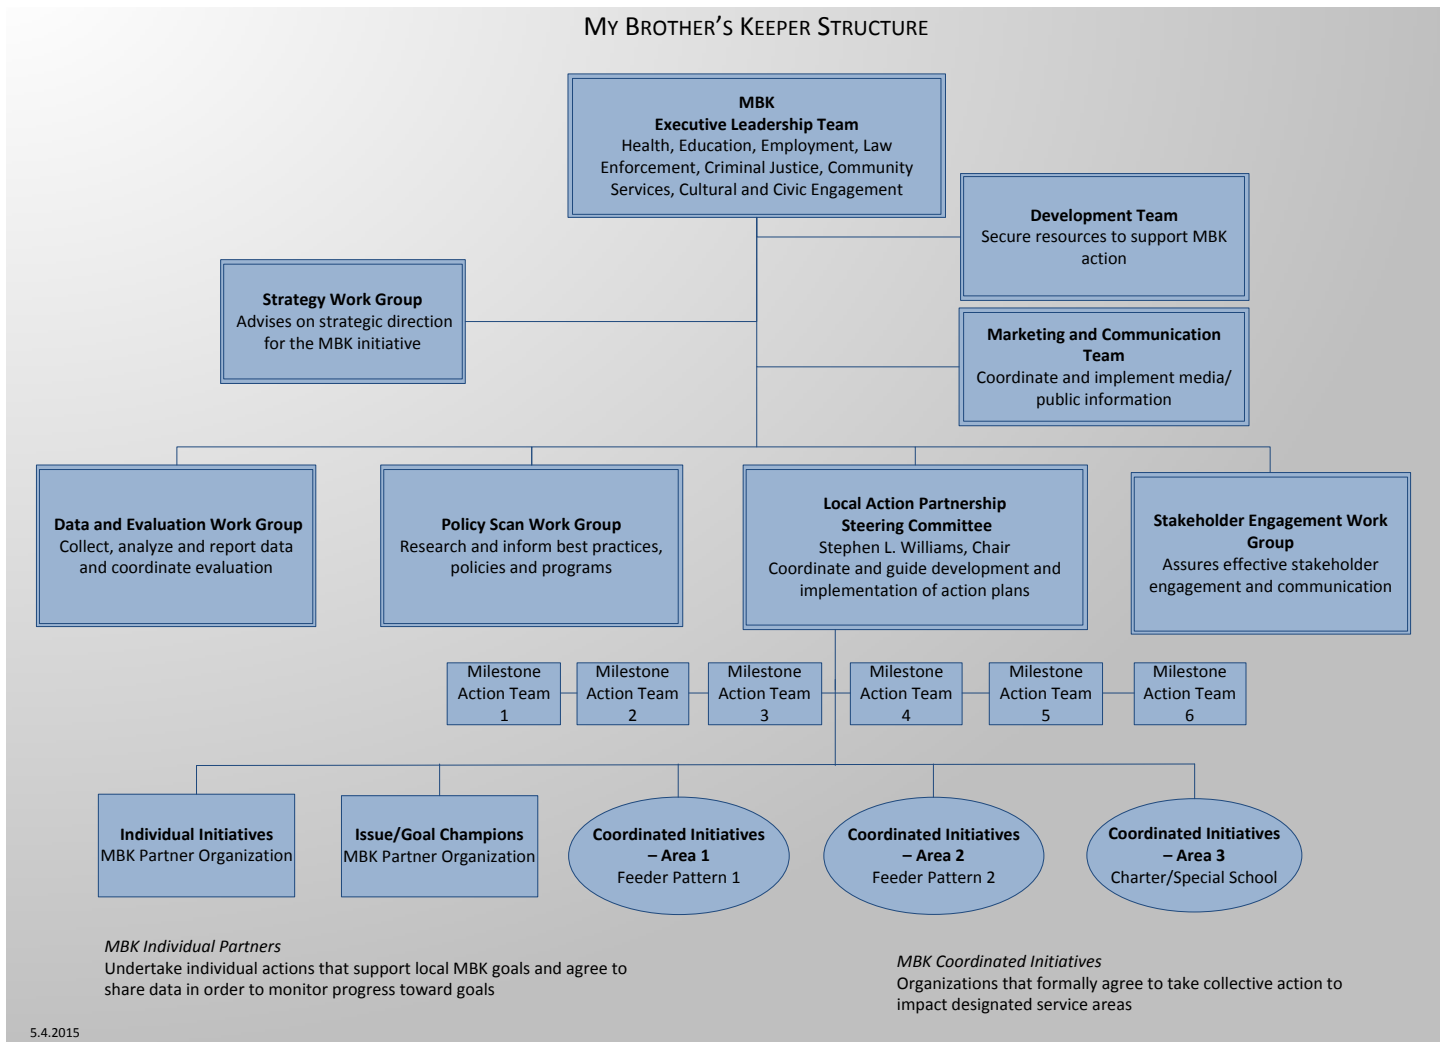 MY BROTHER'S KEEPER STRUCTURE
MBK
Executive Leadership Team
Health, Education, Employment, Law
Enforcement, Criminal Justice, Community
Services, Cultural and Civic Engagement
Development Team
Secure resources to support MBK
action
Strategy Work Group
Advises on strategic direction
for the MBK initiative
Marketing and Communication
Team
Coordinate and implement media/
public information
Data and Evaluation Work Group
Collect, analyze and report data
and coordinate evaluation
Policy Scan Work Group
Research and inform best practices,
policies and programs
Local Action Partnership
Steering Committee
Stephen L. Williams, Chair
Coordinate and guide development and
implementation of action plans
Stakeholder Engagement Work
Group
Assures effective stakeholder
engagement and communication
Milestone
Action Team
1
Milestone
Action Team
2
Milestone
Action Team
3
Milestone
Action Team
4
Milestone
Action Team
5
Milestone
Action Team
6
Individual Initiatives
MBK Partner Organization
Issue/Goal Champions
MBK Partner Organization
Coordinated Initiatives
– Area 1
Feeder Pattern 1
Coordinated Initiatives
– Area 2
Feeder Pattern 2
Coordinated Initiatives
– Area 3
Charter/Special School
MBK Individual Partners
Undertake individual actions that support local MBK goals and agree to
share data in order to monitor progress toward goals
MBK Coordinated Initiatives
Organizations that formally agree to take collective action to
impact designated service areas
5.4.2015